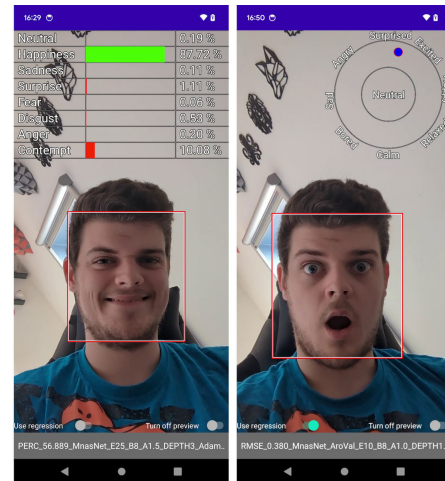 16:29
Neutral 0.19 %
Happiness 87.72 %
Sadness 0.11 %
Surprise 1.11 %
Fear 0.06 %
Disgust 0.53 %
Anger 0.20 %
Contempt 10.08 %
Use regression Turn off preview
PERC_56.889_MnasNet_E25_B8_A1.5_DEPTH3_Adam..
16:50
Surprised
Excited
Angry
Neutral
Sad
Relaxed
Bored
Calm
Use regression Turn off preview
RMSE_0.380_MnasNet_AroVal_E10_B8_A1.0_DEPTH1.